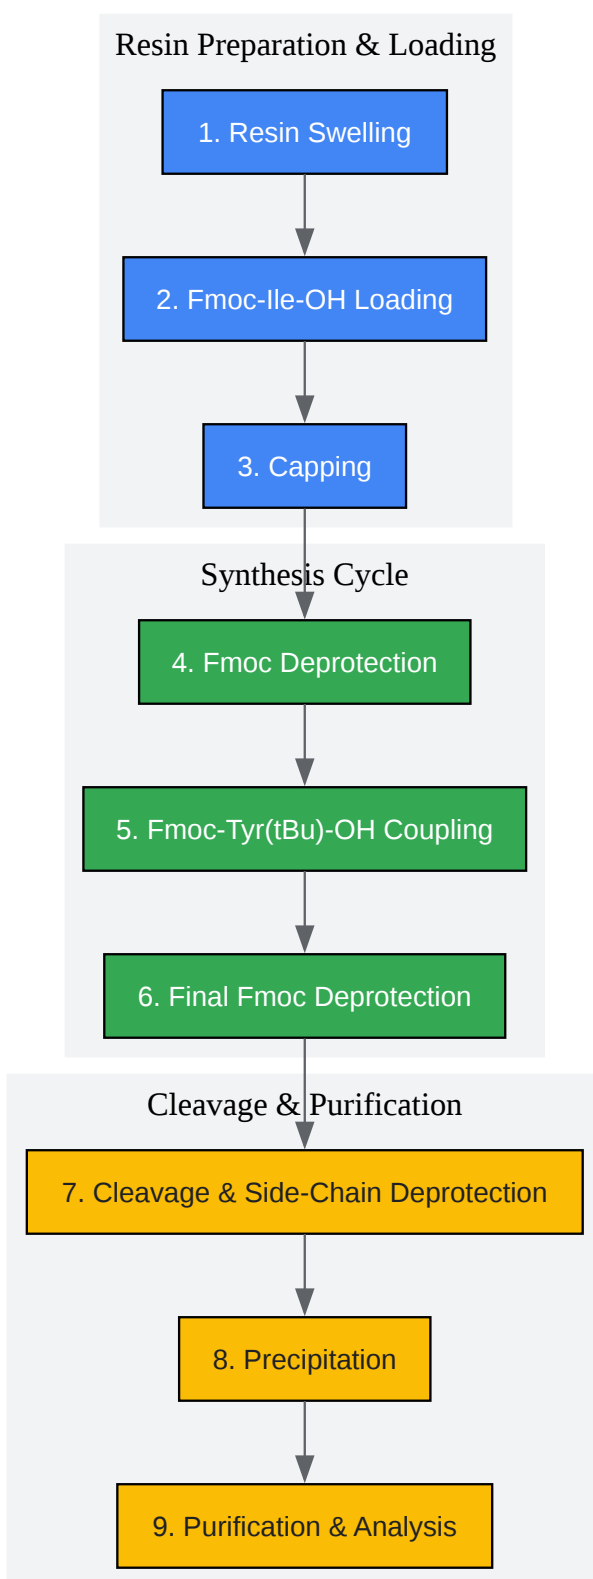 Resin Preparation & Loading
1. Resin Swelling
2. Fmoc-Ile-OH Loading
3. Capping
Synthesis Cycle
4. Fmoc Deprotection
5. Fmoc-Tyr(tBu)-OH Coupling
6. Final Fmoc Deprotection
Cleavage & Purification
7. Cleavage & Side-Chain Deprotection
8. Precipitation
9. Purification & Analysis